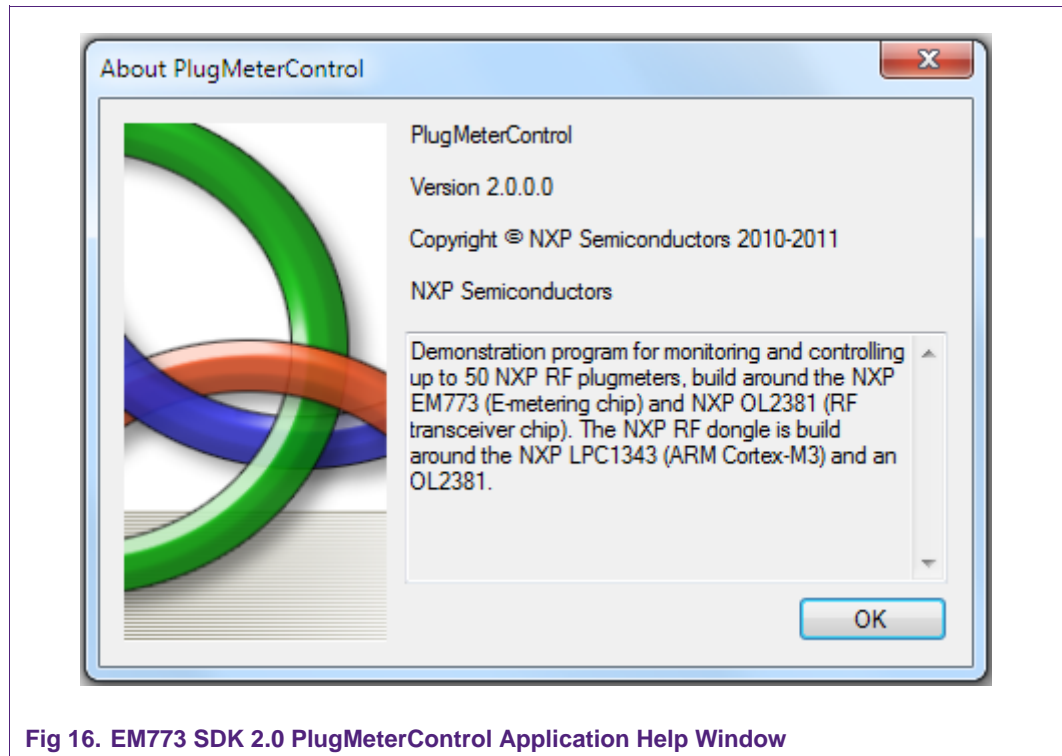 About PlugMeterControl
PlugMeterControl
Version 2.0.0.0
Copyright © NXP Semiconductors 2010-2011
NXP Semiconductors
Demonstration program for monitoring and controlling
up to 50 NXP RF plugmeters, build around the NXP
EM773 (E-metering chip) and NXP OL2381 (RF
transceiver chip). The NXP RF dongle is build
around the NXP LPC1343 (ARM Cortex-M3) and an
OL2381.
OK
Fig 16. EM773 SDK 2.0 PlugMeterControl Application Help Window